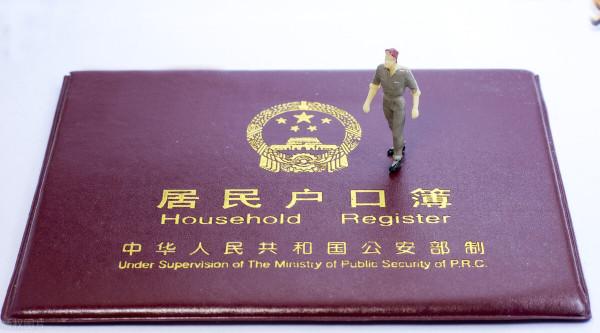 居民户口簿
Household Register
中华人民共和国公安部制
Under Supervision of The Ministry of Public Security of P.R.C.